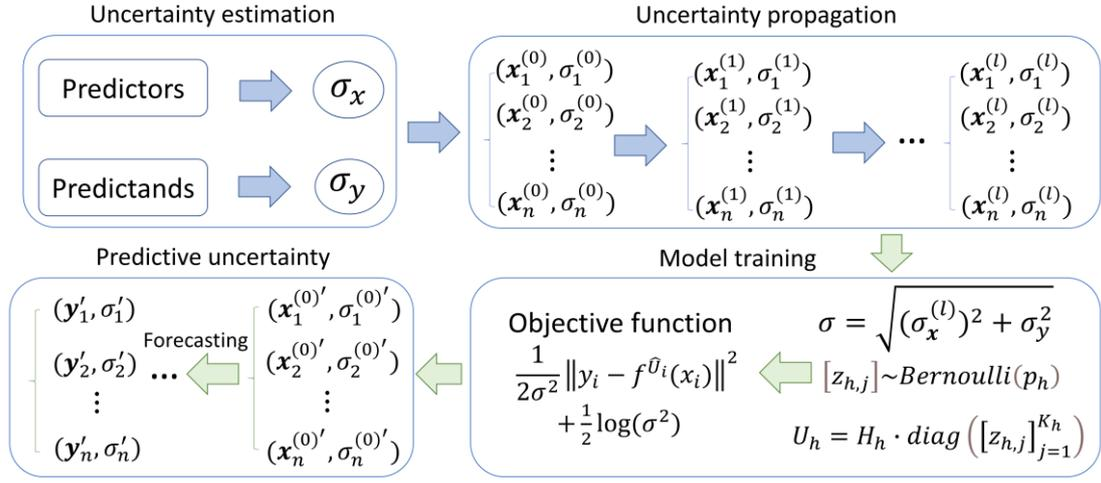 Uncertainty estimation
Predictors
σ_x
Predictands
σ_y
Uncertainty propagation
(x_1^{(0)}, σ_1^{(0)})
(x_2^{(0)}, σ_2^{(0)})
⋮
(x_n^{(0)}, σ_n^{(0)})
(x_1^{(1)}, σ_1^{(1)})
(x_2^{(1)}, σ_2^{(1)})
⋮
(x_n^{(1)}, σ_n^{(1)})
...
(x_1^{(l)}, σ_1^{(l)})
(x_2^{(l)}, σ_2^{(l)})
⋮
(x_n^{(l)}, σ_n^{(l)})
Model training
σ = √((σ_x^{(l)})^2 + σ_y^2)
[z_{h,j}]~Bernoulli(p_h)
U_h = H_h · diag([z_{h,j}]_{j=1}^{K_h})
Objective function
\frac{1}{2σ^2} ||y_i − f^{Û_i}(x_i)||^2
+\frac{1}{2}log(σ^2)
Predictive uncertainty
(x_1^{(0)'}, σ_1^{(0)'})
(x_2^{(0)'}, σ_2^{(0)'})
⋮
(x_n^{(0)'}, σ_n^{(0)'})
Forecasting
...
(y'_1, σ'_1)
(y'_2, σ'_2)
⋮
(y'_n, σ'_n)